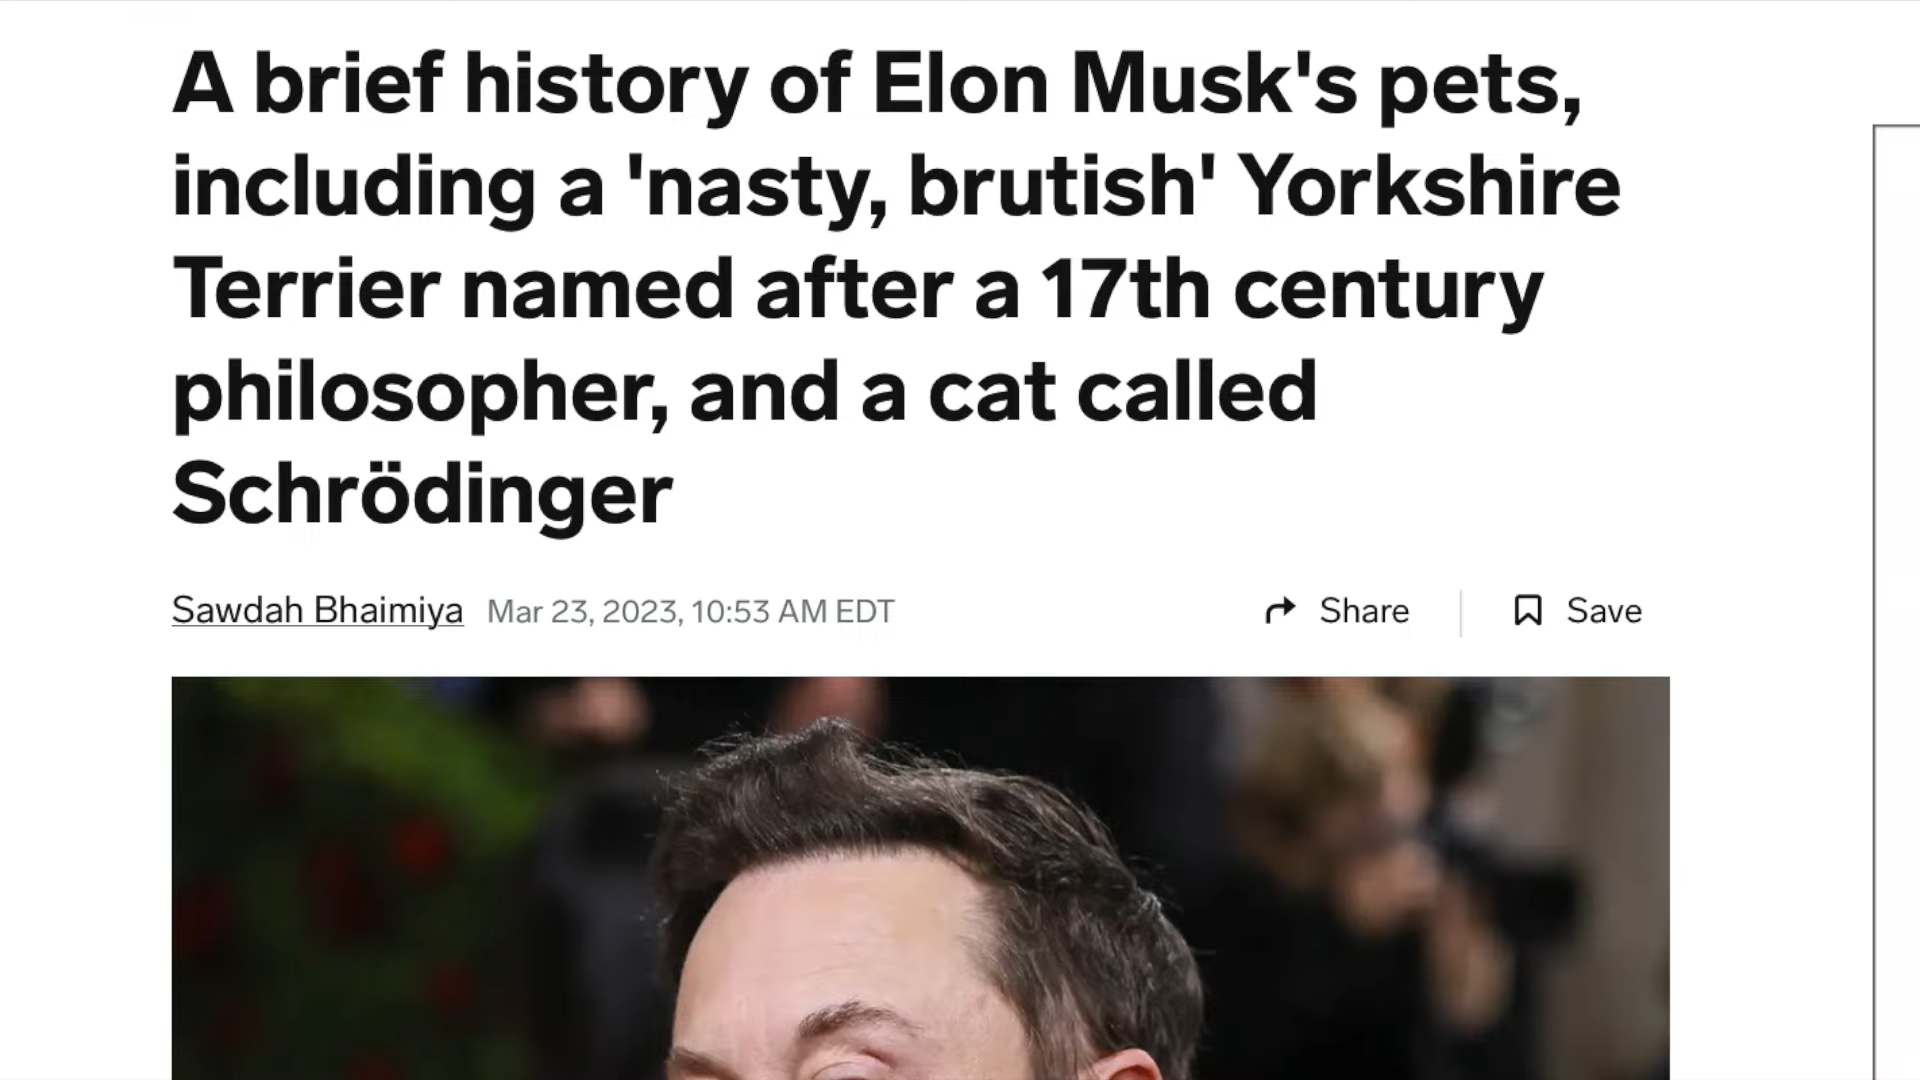 A brief history of Elon Musk's pets,
including a 'nasty, brutish' Yorkshire
Terrier named after a 17th century
philosopher, and a cat called
Schrödinger
Sawdah Bhaimiya Mar 23, 2023, 10:53 AM EDT Share Save